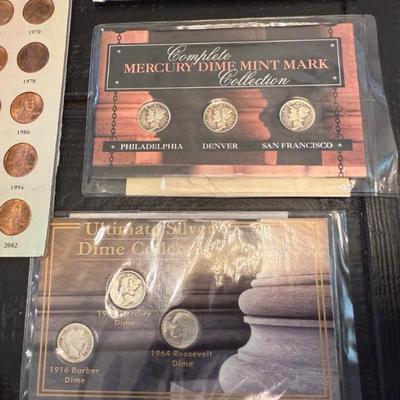 1970
1978
1986
1994
2002
Complete
MERCURY DIME MINT MARK
Collection
PHILADELPHIA DENVER SAN FRANCISCO
Ultimate Silver
Dime
Mercury
Dime
1916 Barber
Dime
1964 Roosevelt
Dime